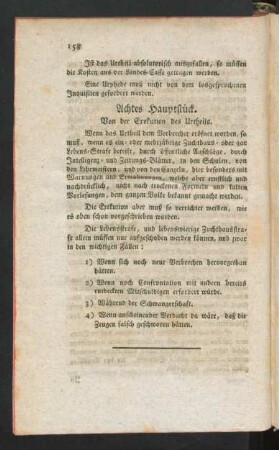 158
Ist das Urtheil absolutorisch ausgefallen, so müssen
die Kosten aus der Landes-Casse getragen werden.
Eine Urphede muß nicht von dem losgesprochenen
Inquisiten gefordert werden.
Achtes Hauptstück.
Von der Exekution des Urtheils.
Wenn das Urtheil dem Verbrecher eröfnet worden, so
muß, wenn es ein- oder mehrjährige Zuchthaus- oder gar
Lebens-Strafe betrift, durch öffentliche Anschläge, durch
Intelligenz- und Zeitungs-Blätter, in den Schulen, von
den Lehrmeistern, und von den Canzeln, hier besonders mit
Warnungen und Ermahnungen, welche aber ernstlich und
nachdrücklich, nicht nach trockenen Formeln und kalten
Vorlesungen, dem ganzen Volke bekannt gemacht werden.
Die Exekution aber muß so verrichtet werden, wie
es oben schon vorgeschrieben worden.
Die Lebensstrafe, und lebenswierige Zuchthausstra-
fe allein müssen nur aufgeschoben werden können, und zwar
in den wichtigen Fällen:
1) Wenn sich noch neue Verbrechen hervorgethan
hätten.
2) Wenn noch Confrontation mit andern bereits
entdeckten Mitschuldigen erfordert würde.
3) Während der Schwangerschaft.
4) Wenn anscheinender Verdacht da wäre, daß die
Zeugen falsch geschworen hätten.